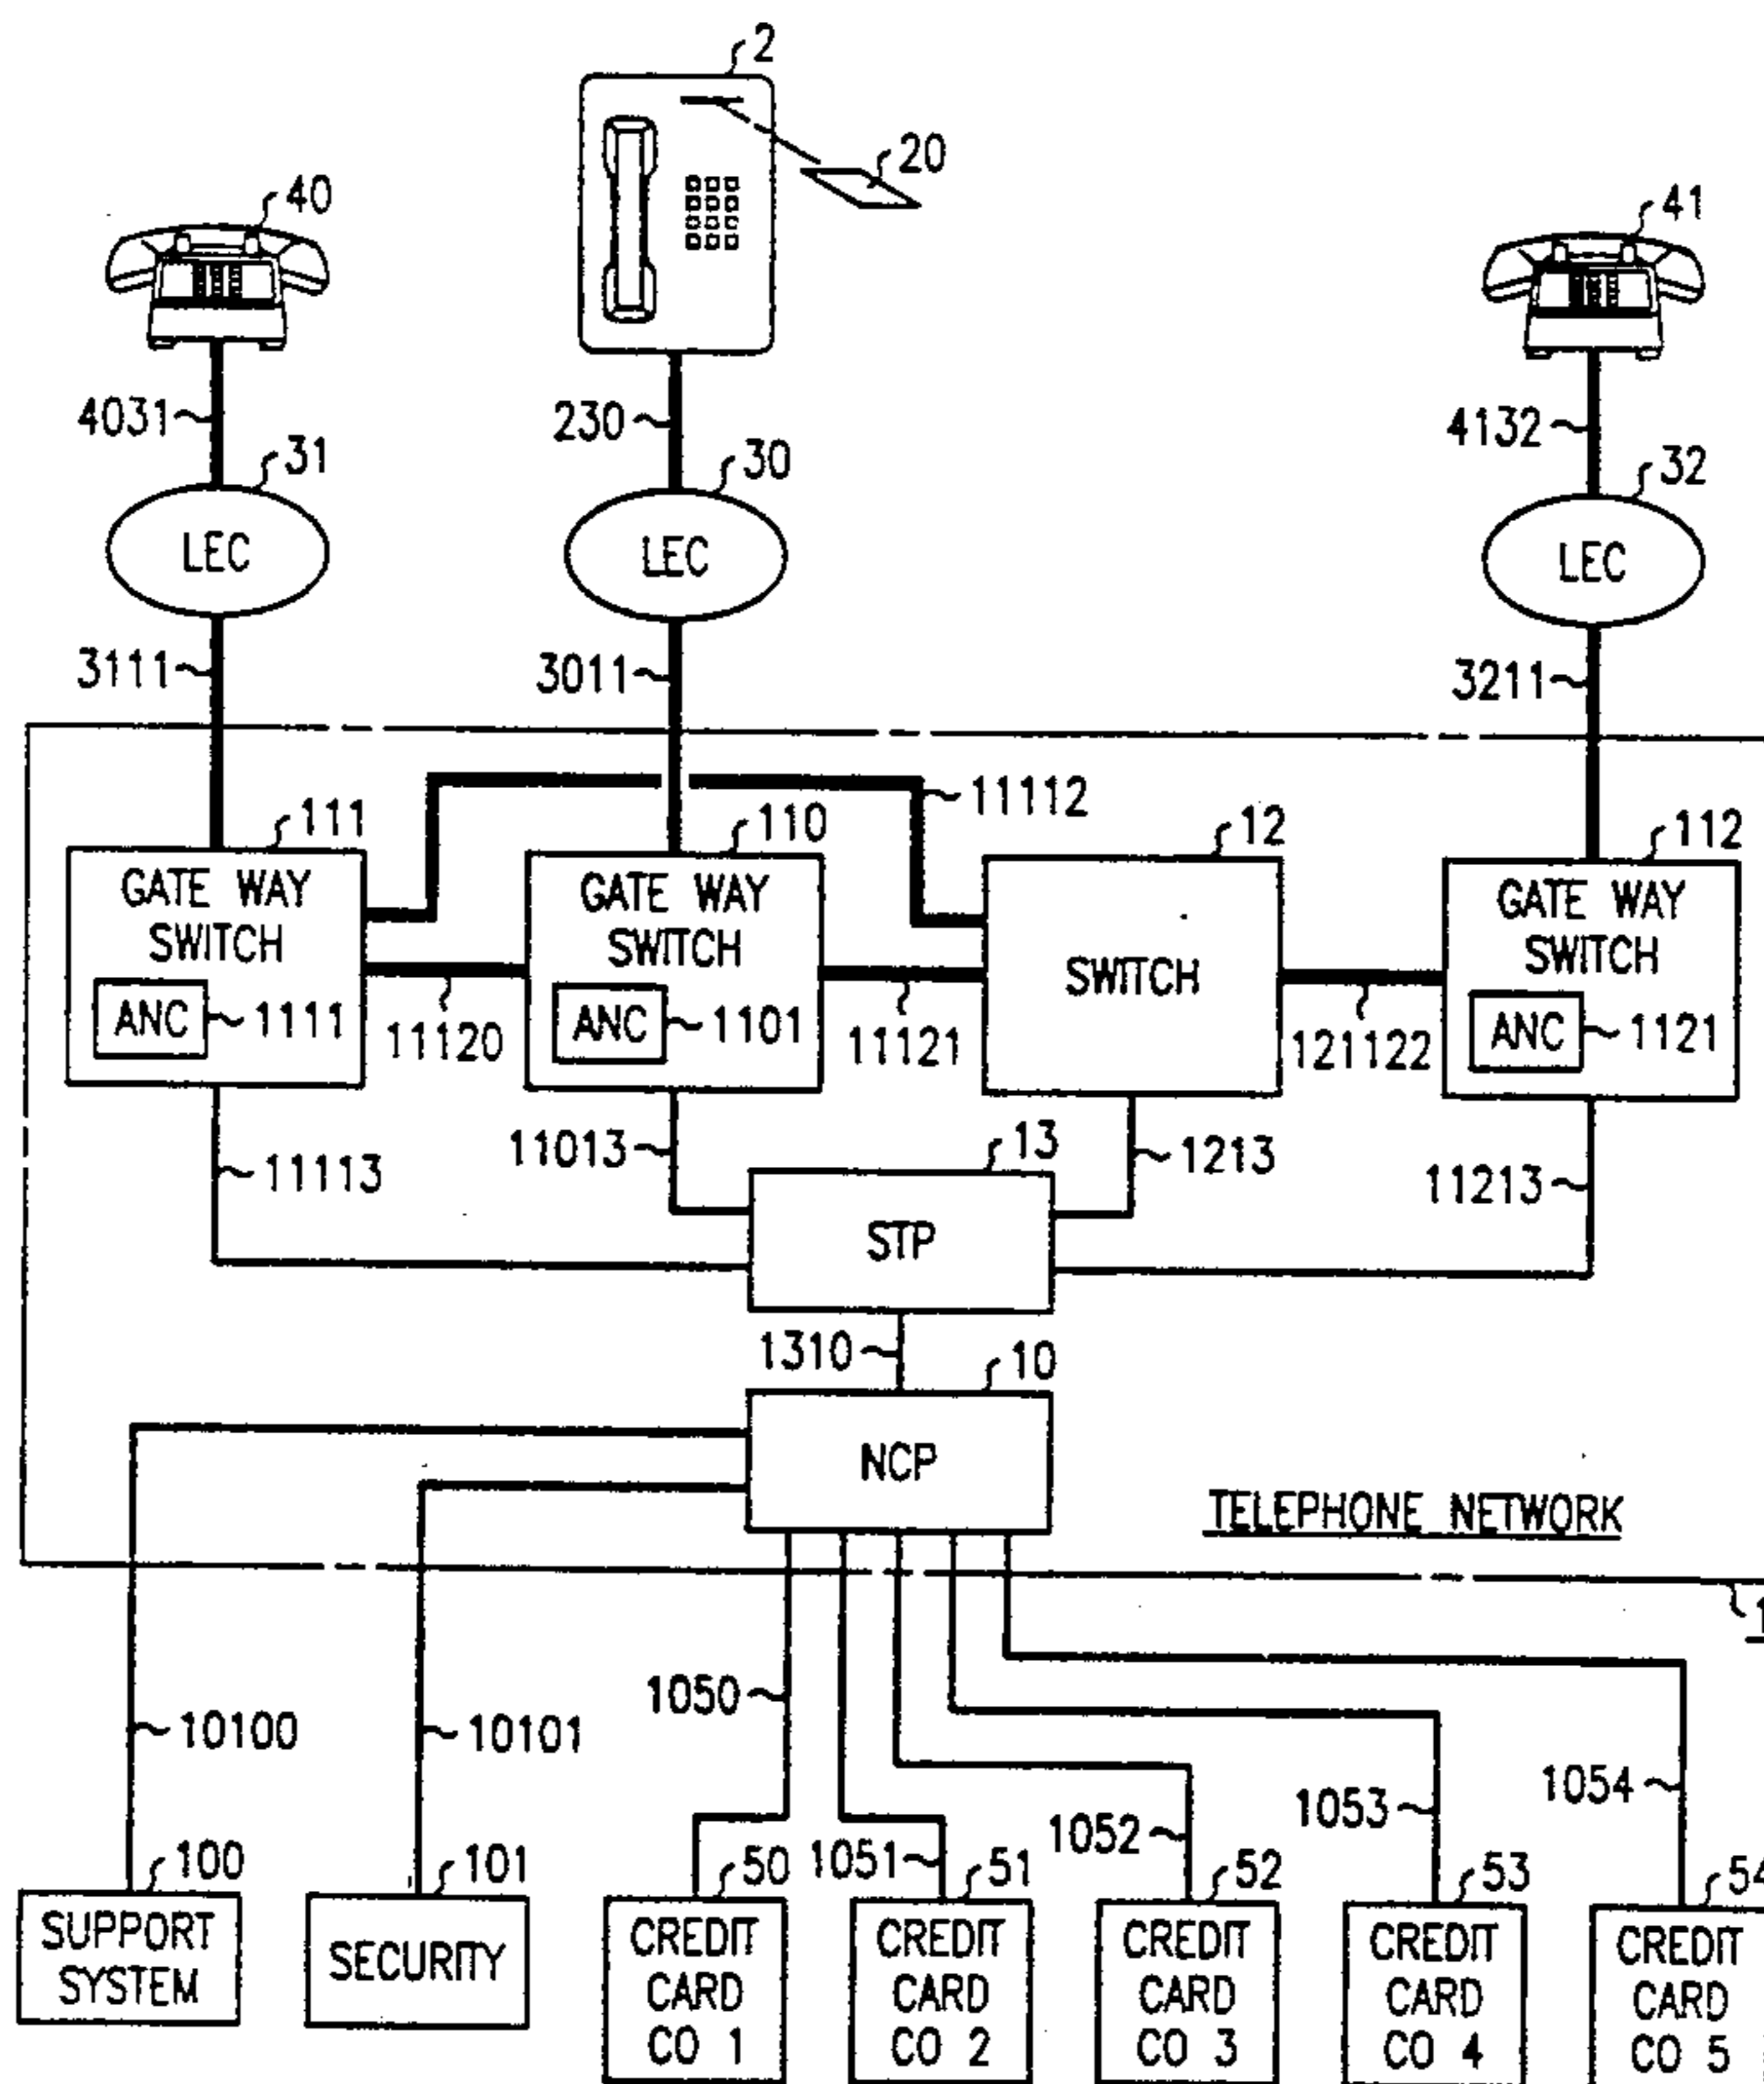 2
20
40
41
4031
230
4132
31
30
32
LEC
LEC
LEC
3111
3011
3211
11112
111
110
12
112
GATE WAY
SWITCH
ANC
1111
GATE WAY
SWITCH
ANC
1101
SWITCH
GATE WAY
SWITCH
ANC
1121
11120
11121
121122
11113
11013
13
1213
11213
STP
1310
10
NCP
TELEPHONE NETWORK
1
10100
10101
1050
1051
1052
1053
1054
100
101
50
51
52
53
54
SUPPORT
SYSTEM
SECURITY
CREDIT
CARD
CO 1
CREDIT
CARD
CO 2
CREDIT
CARD
CO 3
CREDIT
CARD
CO 4
CREDIT
CARD
CO 5